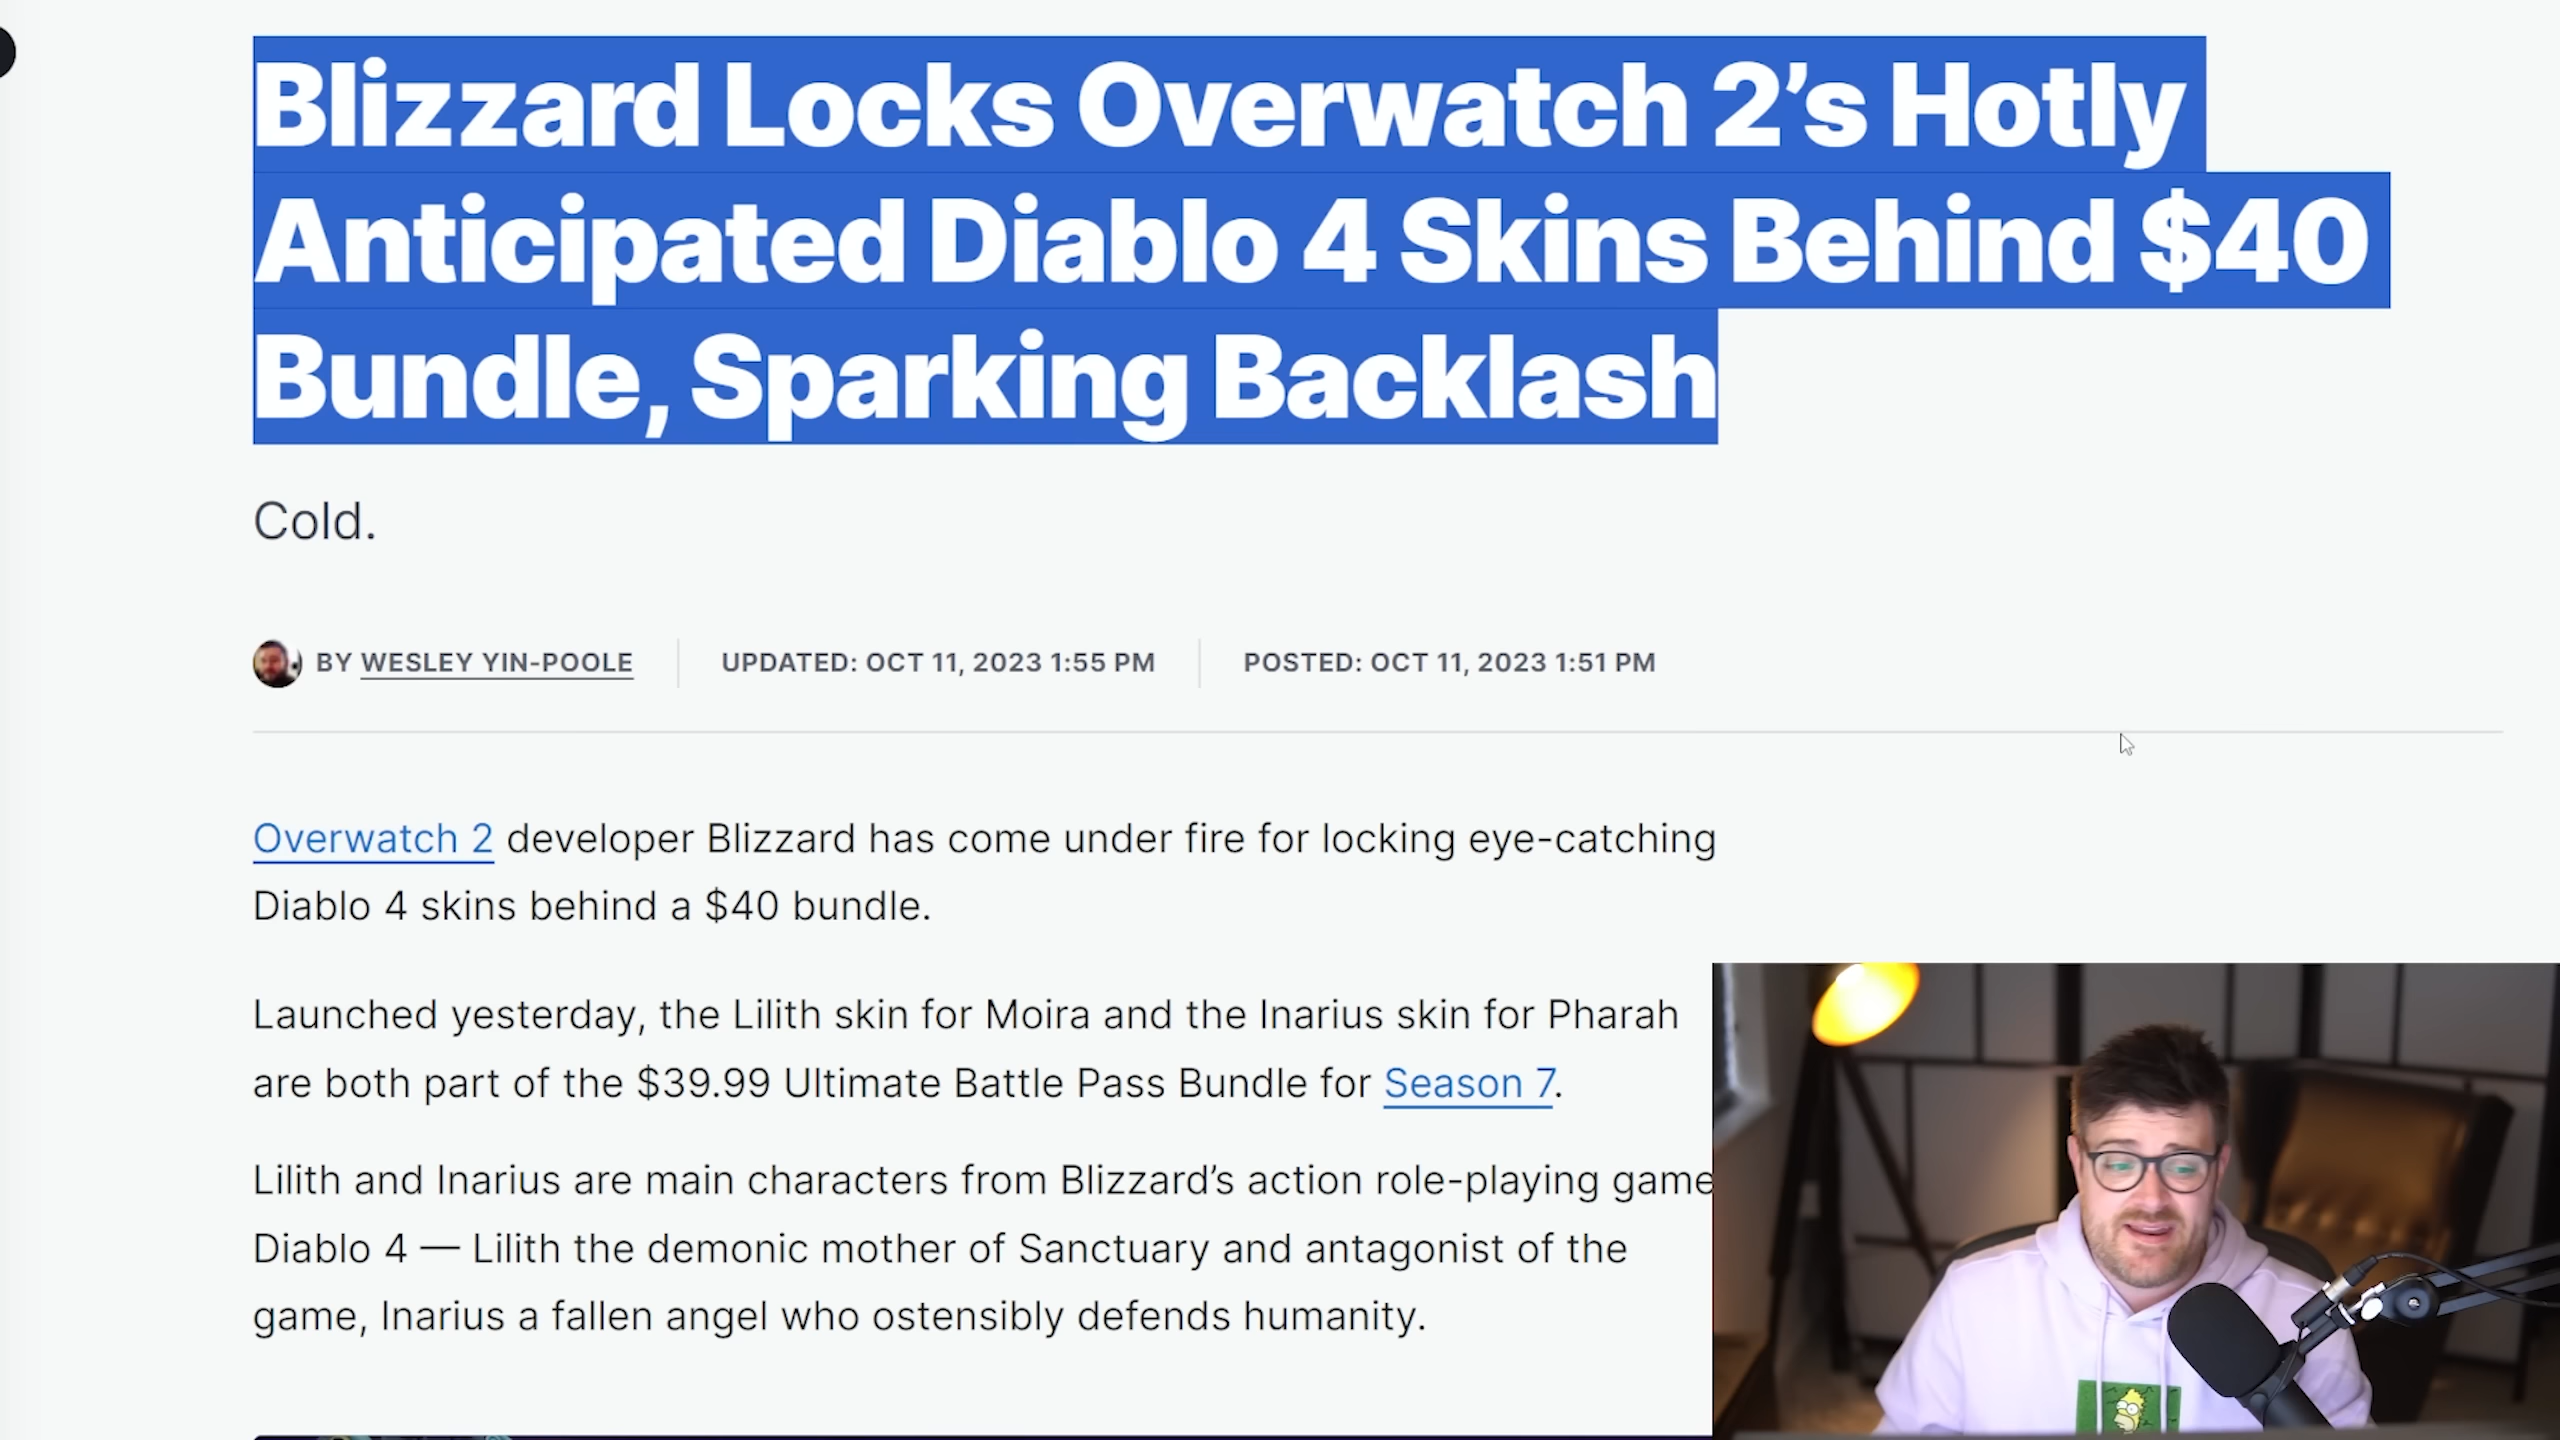 Blizzard Locks Overwatch 2’s Hotly
Anticipated Diablo 4 Skins Behind $40
Bundle, Sparking Backlash
Cold.
BY WESLEY YIN-POOLE
UPDATED: OCT 11, 2023 1:55 PM
POSTED: OCT 11, 2023 1:51 PM
Overwatch 2 developer Blizzard has come under fire for locking eye-catching
Diablo 4 skins behind a $40 bundle.
Launched yesterday, the Lilith skin for Moira and the Inarius skin for Pharah
are both part of the $39.99 Ultimate Battle Pass Bundle for Season 7.
Lilith and Inarius are main characters from Blizzard’s action role-playing game
Diablo 4 — Lilith the demonic mother of Sanctuary and antagonist of the
game, Inarius a fallen angel who ostensibly defends humanity.